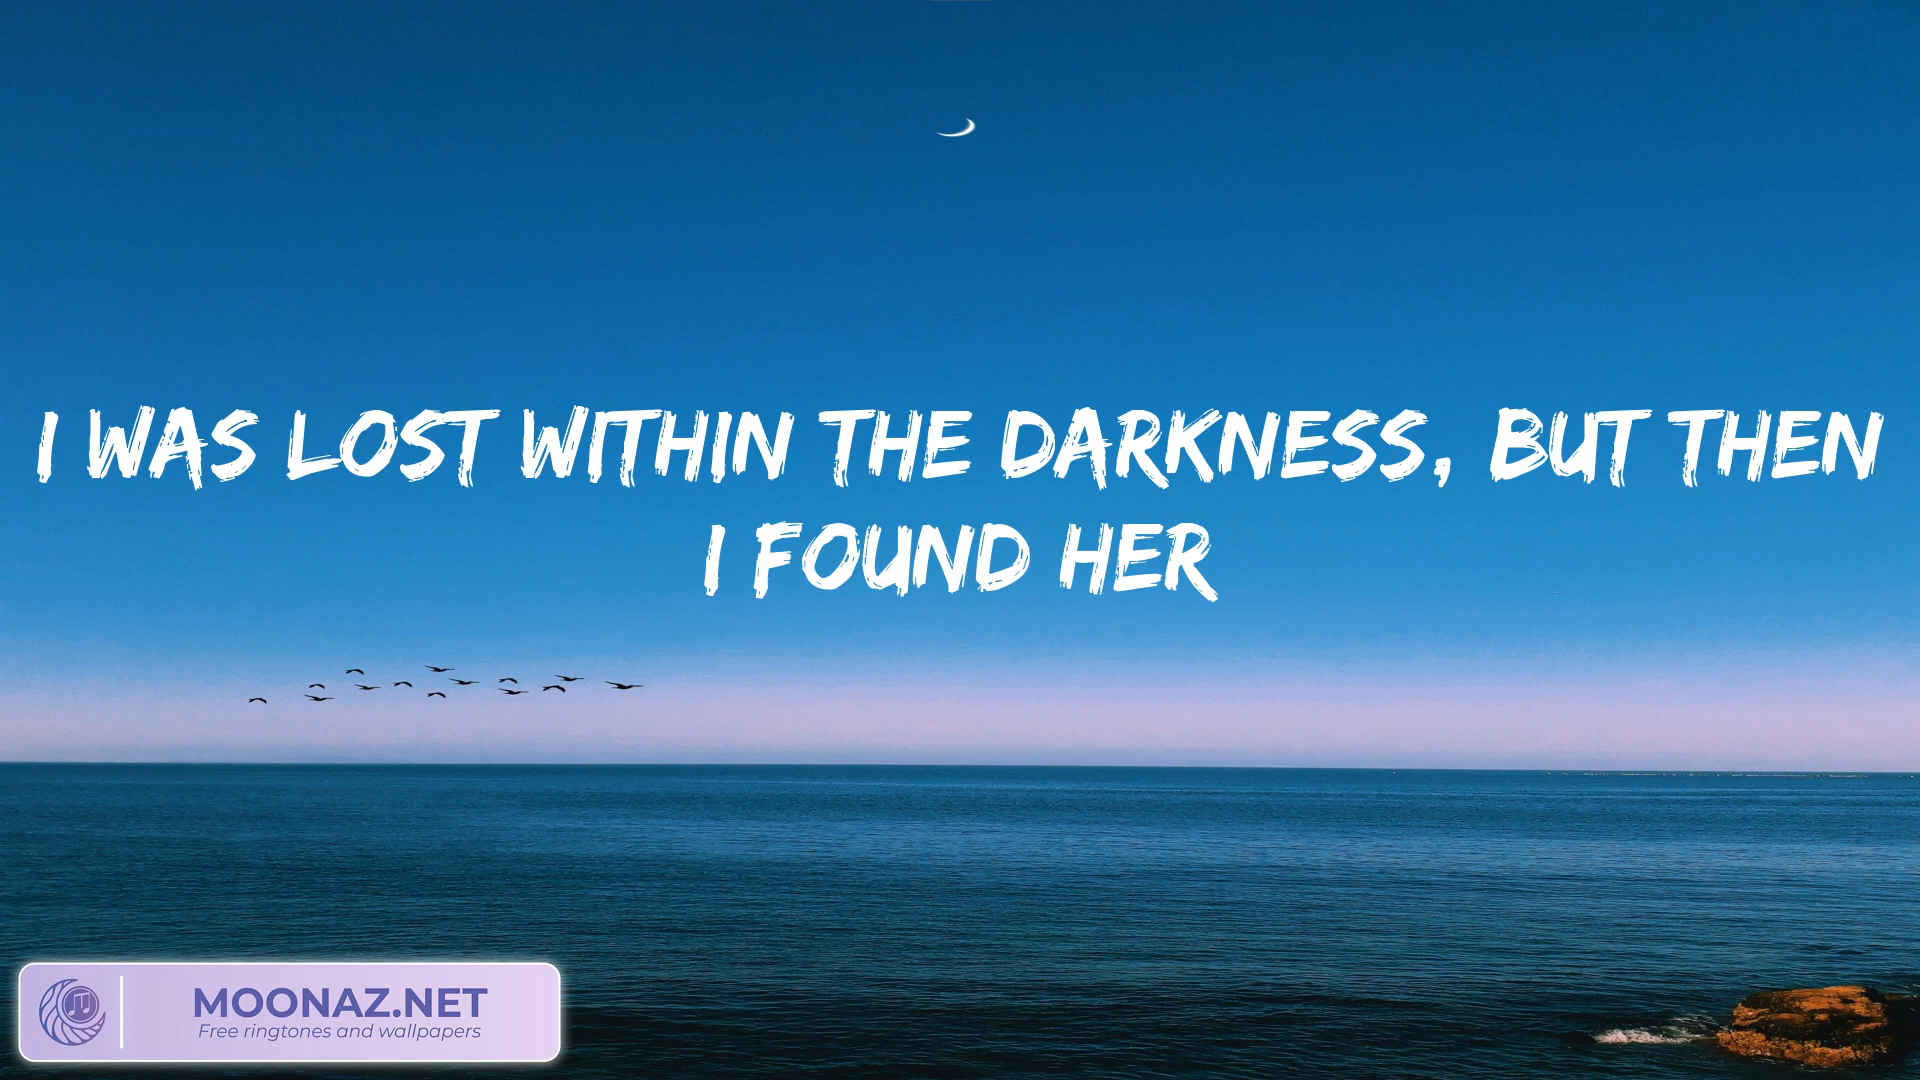 I WAS LOST WITHIN THE DARKNESS, BUT THEN
I FOUND HER
MOONAZ.NET
Free ringtones and wallpapers